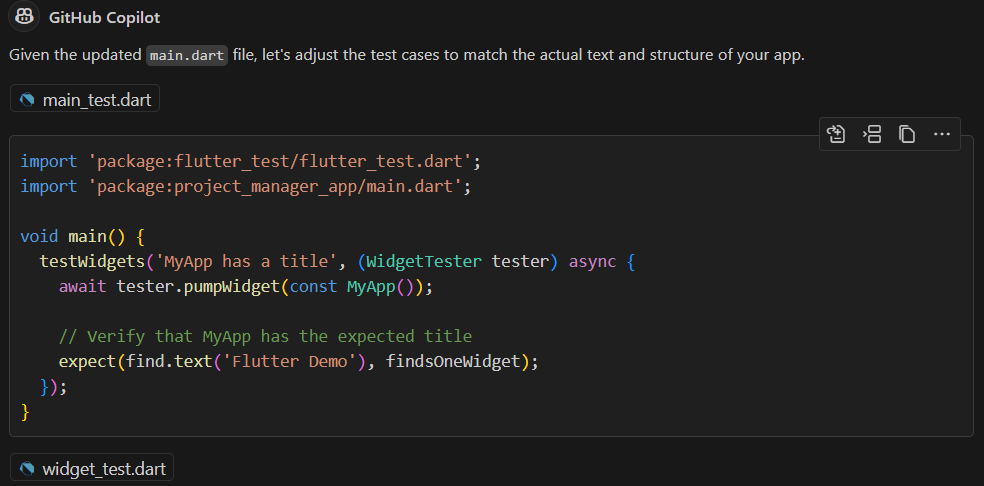 GitHub Copilot
Given the updated main.dart file, let's adjust the test cases to match the actual text and structure of your app.
main_test.dart
import 'package:flutter_test/flutter_test.dart';
import 'package:project_manager_app/main.dart';
void main() {
  testWidgets('MyApp has a title', (WidgetTester tester) async {
    await tester.pumpWidget(const MyApp());
    // Verify that MyApp has the expected title
    expect(find.text('Flutter Demo'), findsOneWidget);
  });
}
widget_test.dart